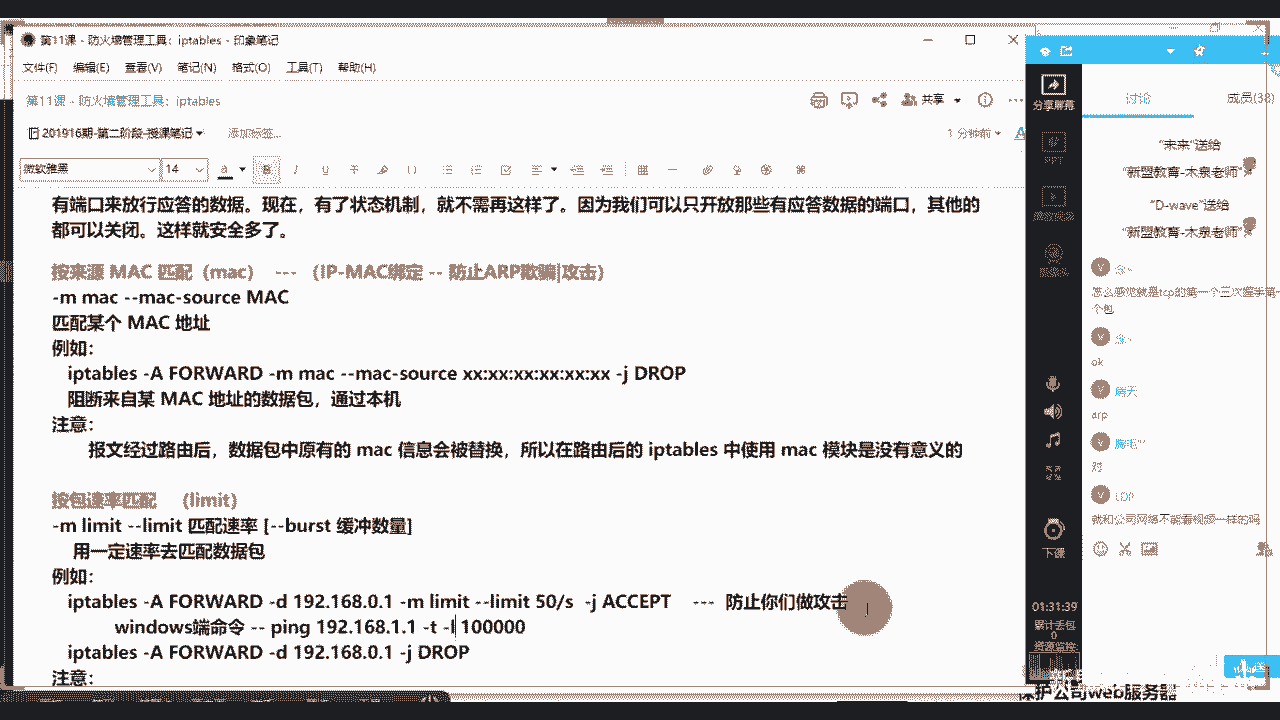 第11课 - 防火墙管理工具：iptables - 印象笔记
文件(F) 编辑(E) 查看(V) 笔记(N) 格式(O) 工具(T) 帮助(H)
第11课 - 防火墙管理工具：iptables
共享
201916期-第二阶段-授课笔记 添加标签...
1 分钟前
微软雅黑 14
有端口来放行应答的数据。现在，有了状态机制，就不需再这样了。因为我们可以只开放那些有应答数据的端口，其他的
都可以关闭。这样就安全多了。
按来源 MAC 匹配（mac） --- （IP-MAC绑定 -- 防止ARP欺骗|攻击）
-m mac --mac-source MAC
匹配某个 MAC 地址
例如：
iptables -A FORWARD -m mac --mac-source xx:xx:xx:xx:xx:xx -j DROP
阻断来自某 MAC 地址的数据包，通过本机
注意：
报文经过路由后，数据包中原有的 mac 信息会被替换，所以在路由后的 iptables 中使用 mac 模块是没有意义的
按包速率匹配 （limit）
-m limit --limit 匹配速率 [--burst 缓冲数量]
用一定速率去匹配数据包
例如：
iptables -A FORWARD -d 192.168.0.1 -m limit --limit 50/s -j ACCEPT --- 防止你们做攻击
windows端命令 -- ping 192.168.1.1 -t -l 100000
iptables -A FORWARD -d 192.168.0.1 -j DROP
注意：
分享屏幕
PPT
下课
01:31:39
累计丢包
0
资源监控:
讨论 成员(38)
“未来”送给
“新盟教育-木泉老师”
“D-wave”送给
“新盟教育-木泉老师”
怎么感觉就是tcp的第一个三次握手第一
个包
ok
arp
对
就和公司网络不能看视频一样的吗
保护公司web服务器